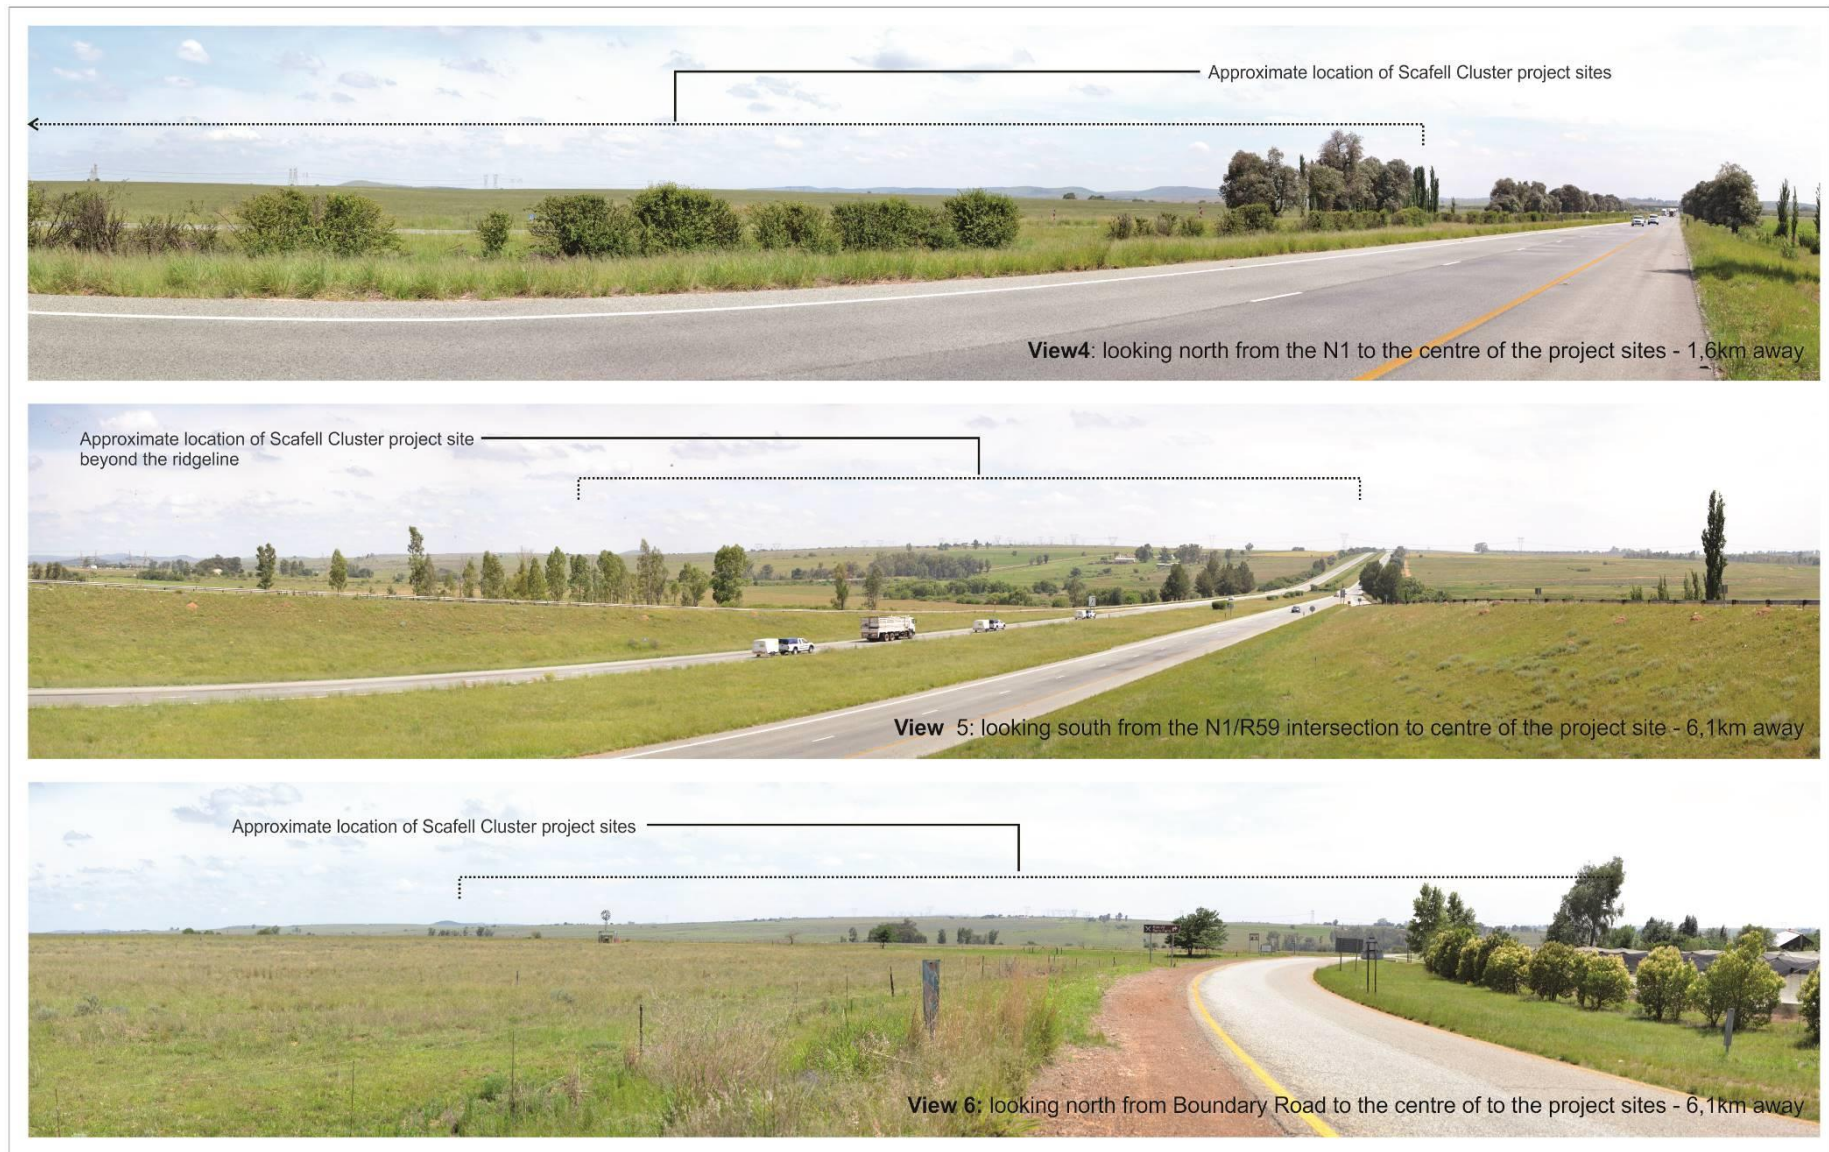 Approximate location of Scafell Cluster project sites
View4: looking north from the N1 to the centre of the project sites - 1,6km away
Approximate location of Scafell Cluster project site
beyond the ridgeline
View 5: looking south from the N1/R59 intersection to centre of the project site - 6,1km away
Approximate location of Scafell Cluster project sites
View 6: looking north from Boundary Road to the centre of to the project sites - 6,1km away